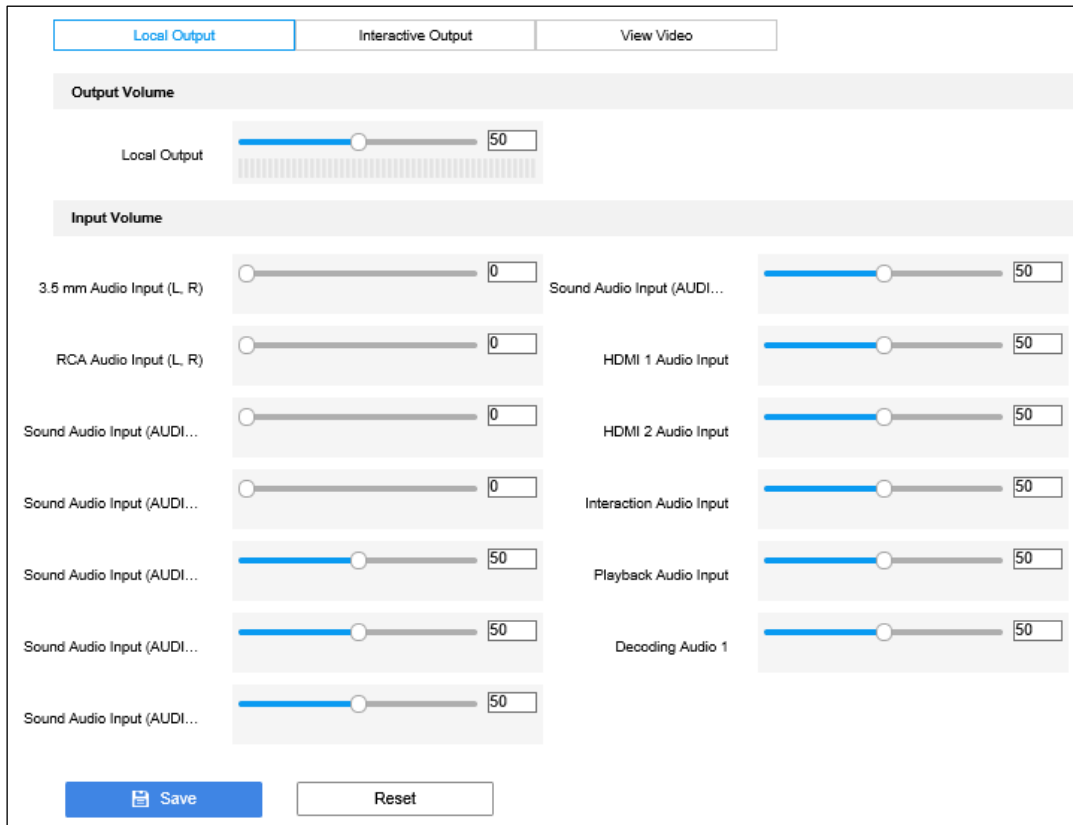 Local Output Interactive Output View Video
Output Volume
Local Output 50
Input Volume
3.5 mm Audio Input (L, R) 0 Sound Audio Input (AUDI... 50
RCA Audio Input (L, R) 0 HDMI 1 Audio Input 50
Sound Audio Input (AUDI... 0 HDMI 2 Audio Input 50
Sound Audio Input (AUDI... 0 Interaction Audio Input 50
Sound Audio Input (AUDI... 50 Playback Audio Input 50
Sound Audio Input (AUDI... 50 Decoding Audio 1 50
Sound Audio Input (AUDI... 50
Save Reset